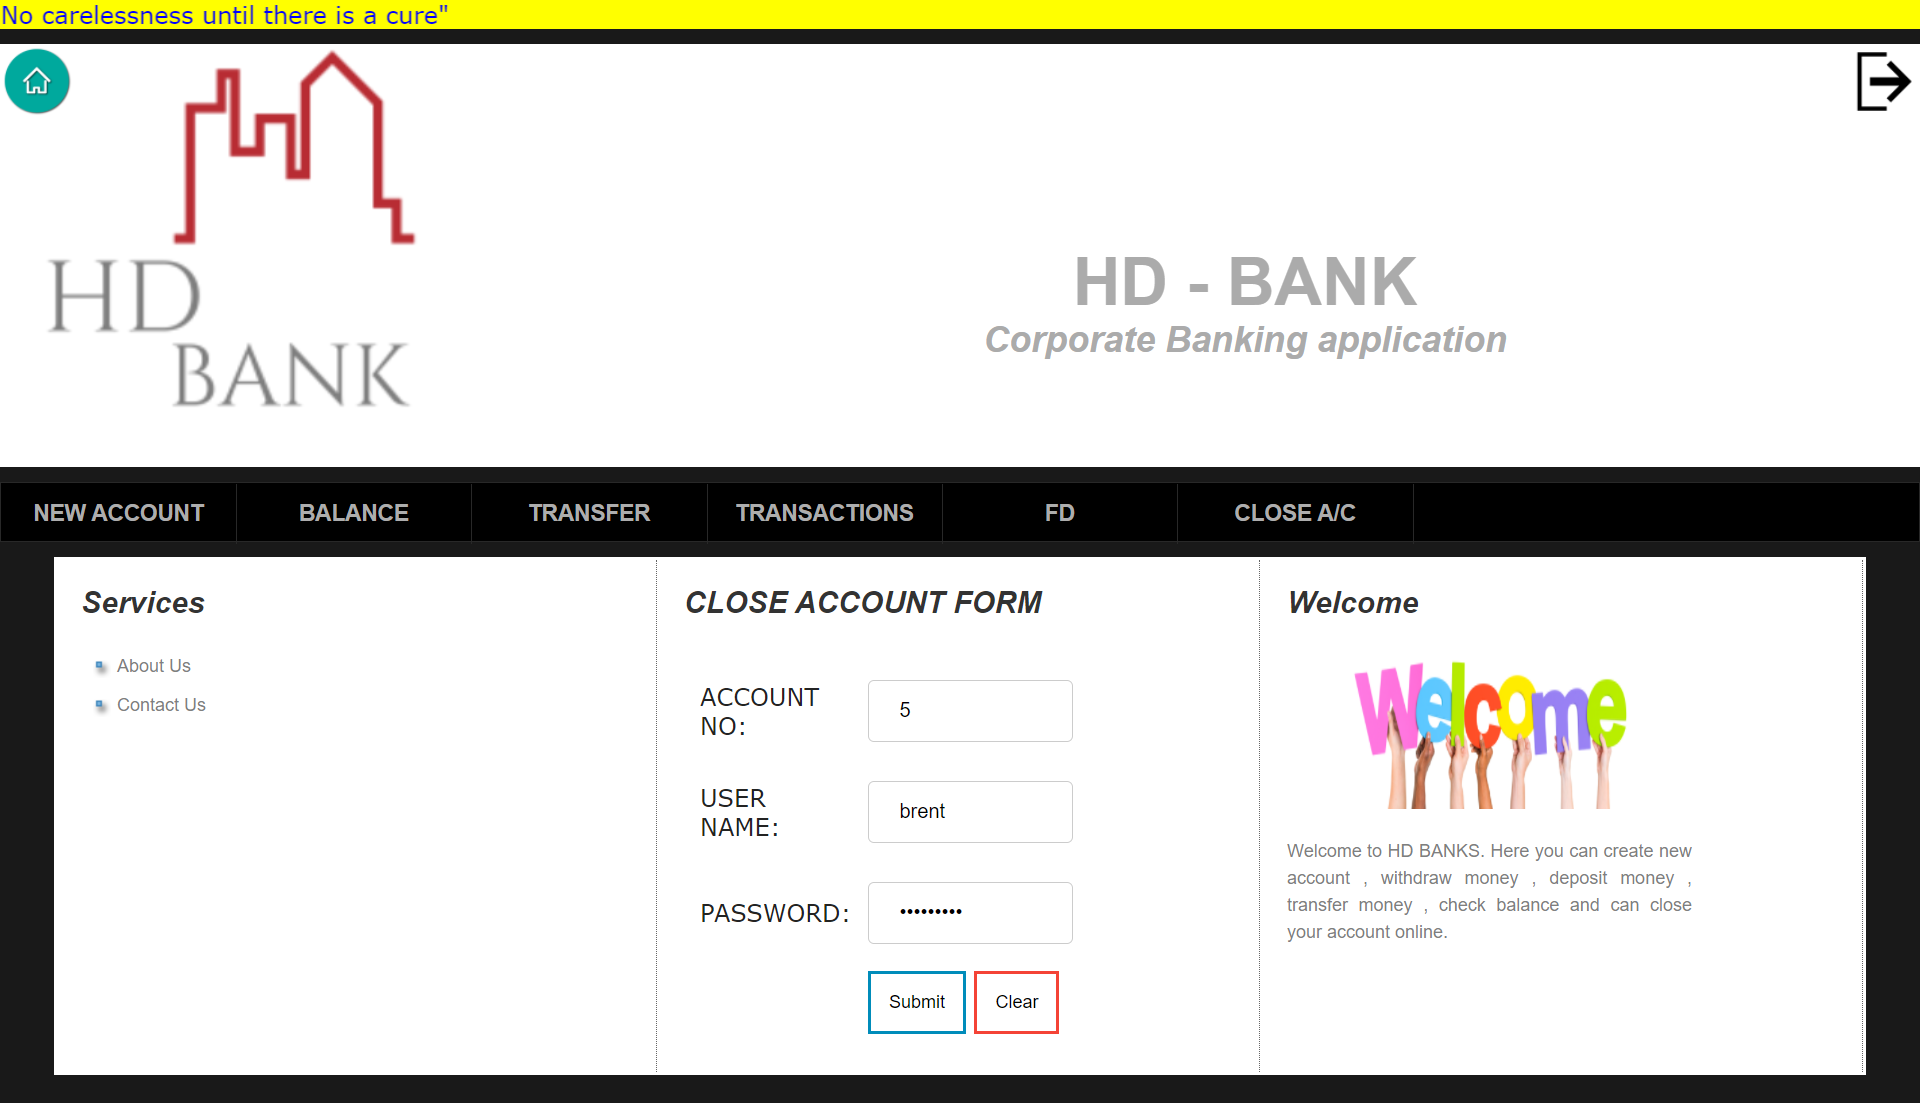 No carelessness until there is a cure"
HD
BANK
HD - BANK
Corporate Banking application
NEW ACCOUNT
BALANCE
TRANSFER
TRANSACTIONS
FD
CLOSE A/C
Services
About Us
Contact Us
CLOSE ACCOUNT FORM
ACCOUNT
NO:
5
USER
NAME:
brent
PASSWORD:
•••••••••
Submit
Clear
Welcome
Welcome
Welcome to HD BANKS. Here you can create new
account , withdraw money , deposit money ,
transfer money , check balance and can close
your account online.